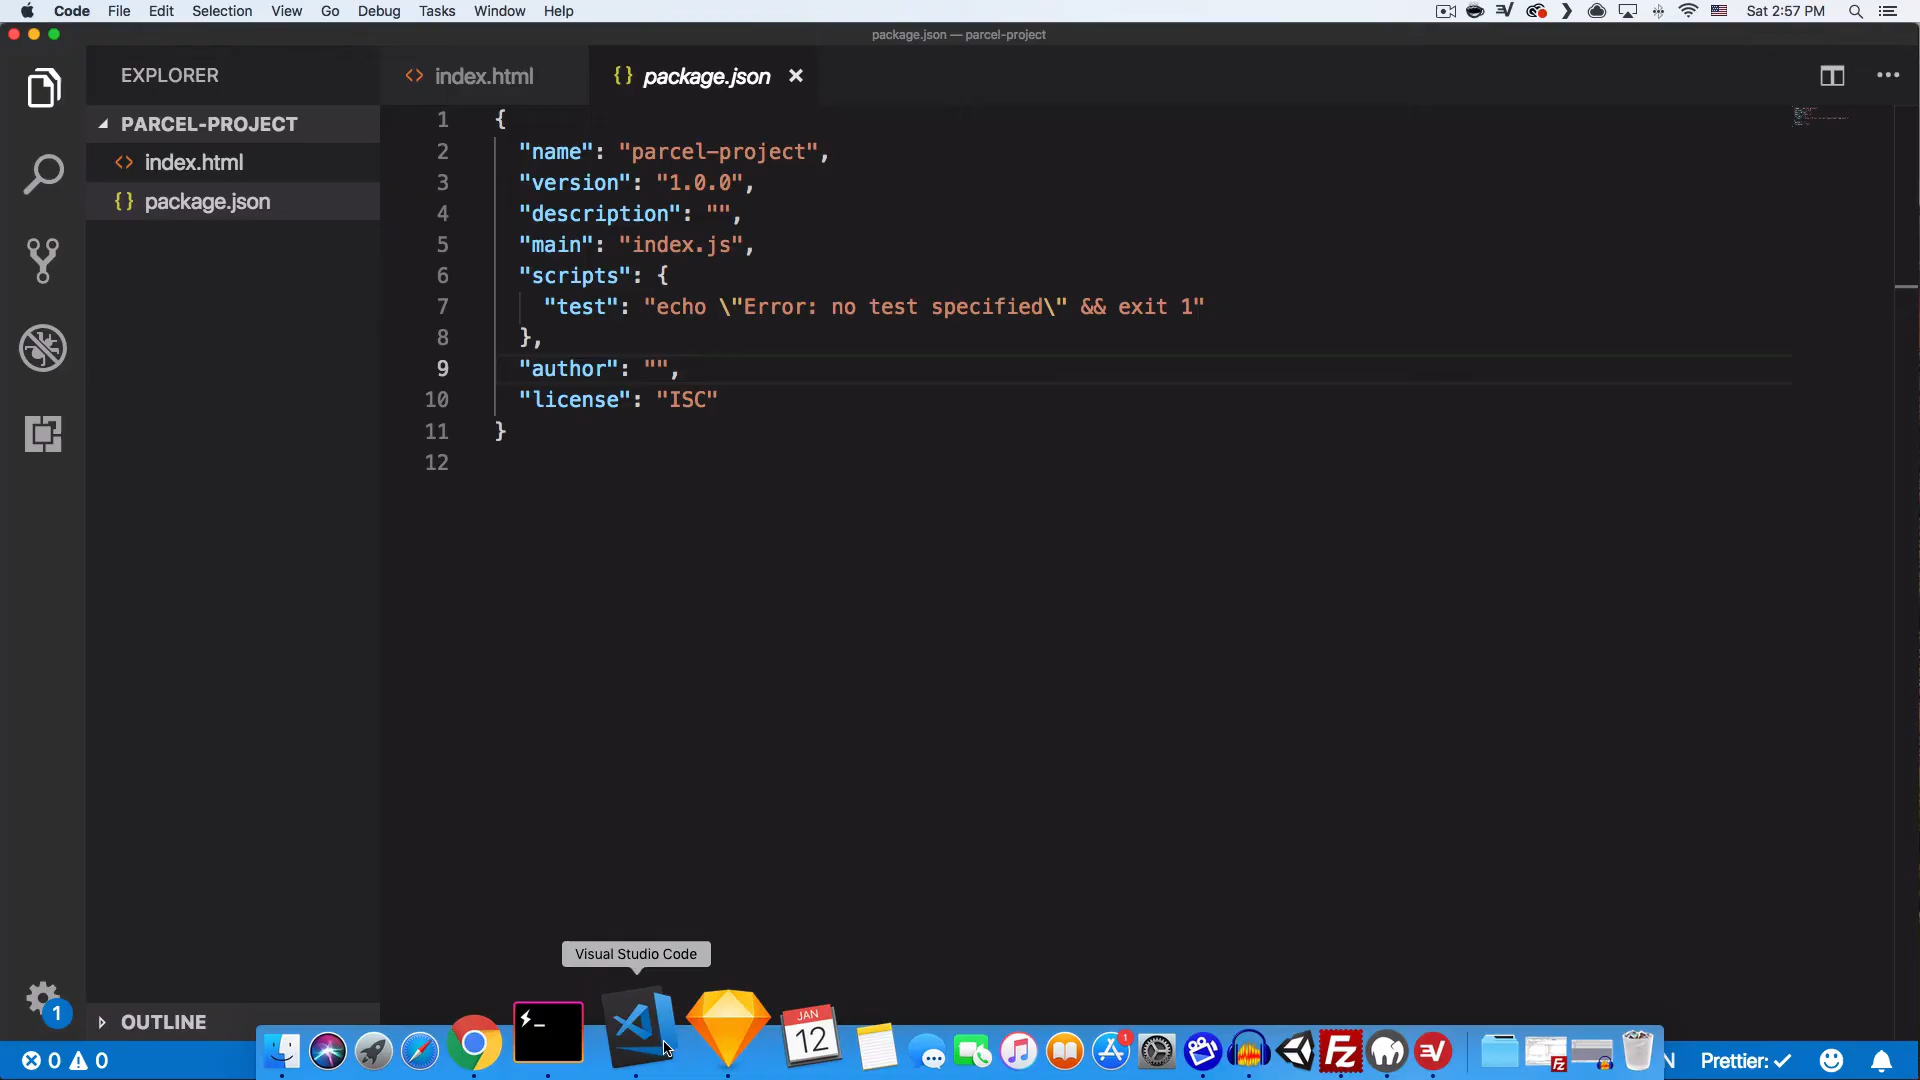 Code File Edit Selection View Go Debug Tasks Window Help
Sat 2:57 PM
package.json — parcel-project
EXPLORER
PARCEL-PROJECT
<> index.html
{} package.json
<> index.html
{} package.json ×
1 {
2 "name": "parcel-project",
3 "version": "1.0.0",
4 "description": "",
5 "main": "index.js",
6 "scripts": {
7 "test": "echo \"Error: no test specified\" && exit 1"
8 },
9 "author": "",
10 "license": "ISC"
11 }
12
Visual Studio Code
1
OUTLINE
JAN
12
1
Fz
0 0
N Prettier: ✓